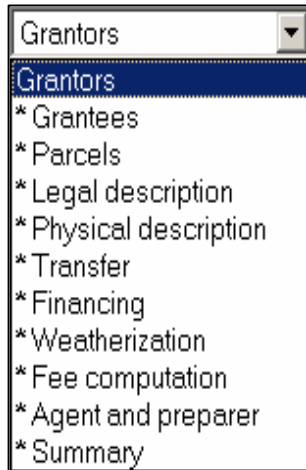 Grantors
Grantors
* Grantees
* Parcels
* Legal description
* Physical description
* Transfer
* Financing
* Weatherization
* Fee computation
* Agent and preparer
* Summary